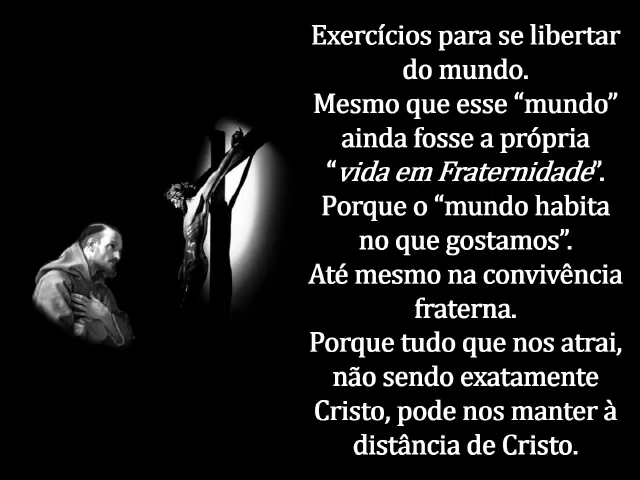 Exercícios para se libertar
do mundo.
Mesmo que esse “mundo”
ainda fosse a própria
“vida em Fraternidade”.
Porque o “mundo habita
no que gostamos”.
Até mesmo na convivência
fraterna.
Porque tudo que nos atrai,
não sendo exatamente
Cristo, pode nos manter à
distância de Cristo.